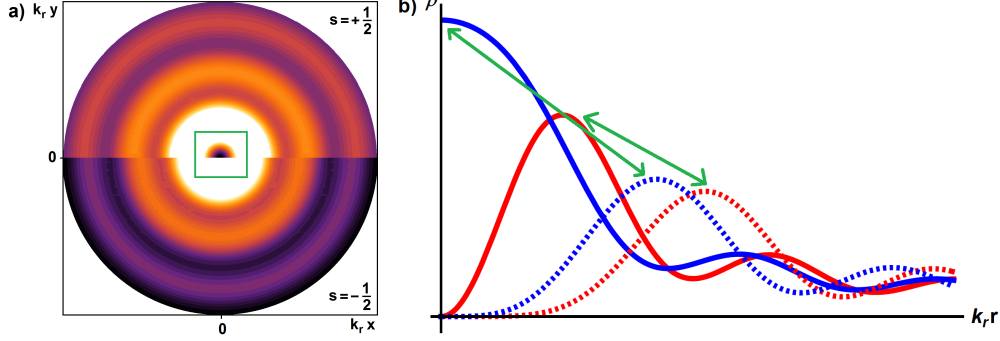 a)
k_r y
s=+1/2
0
s=-1/2
0
k_r x
b)
ρ
k_r r